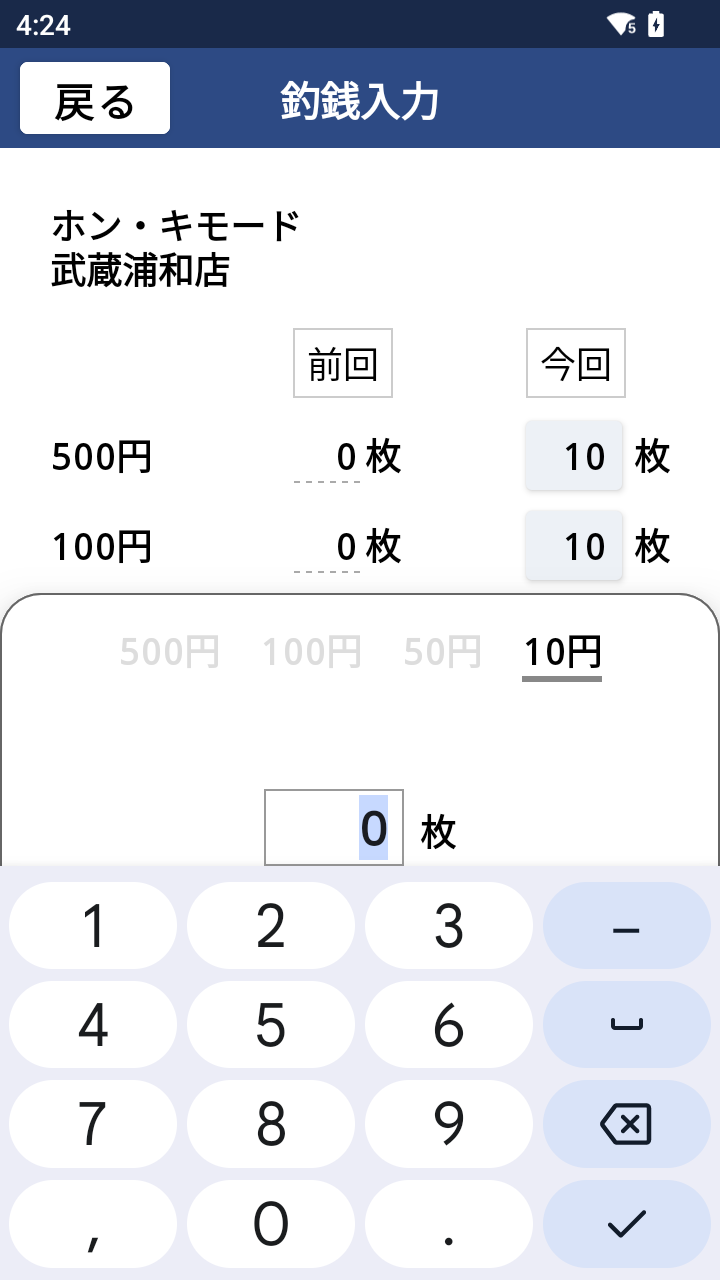 4:24
5
戻る
釣銭入力
ホン・キモード
武蔵浦和店
前回 今回
500円 0 枚 10 枚
100円 0 枚 10 枚
500円 100円 50円 10円
0 枚
1 2 3 –
4 5 6
7 8 9
, 0 .